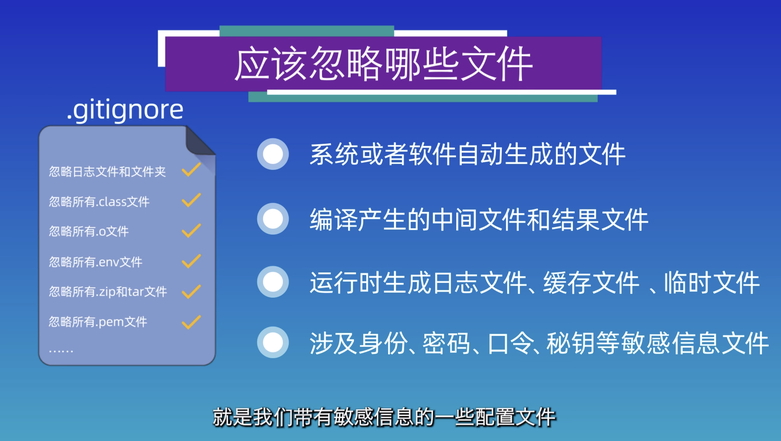 应该忽略哪些文件
.gitignore
忽略日志文件和文件夹
忽略所有.class文件
忽略所有.o文件
忽略所有.env文件
忽略所有.zip和tar文件
忽略所有.pem文件
……
系统或者软件自动生成的文件
编译产生的中间文件和结果文件
运行时生成日志文件、缓存文件 、临时文件
涉及身份、密码、口令、秘钥等敏感信息文件
就是我们带有敏感信息的一些配置文件